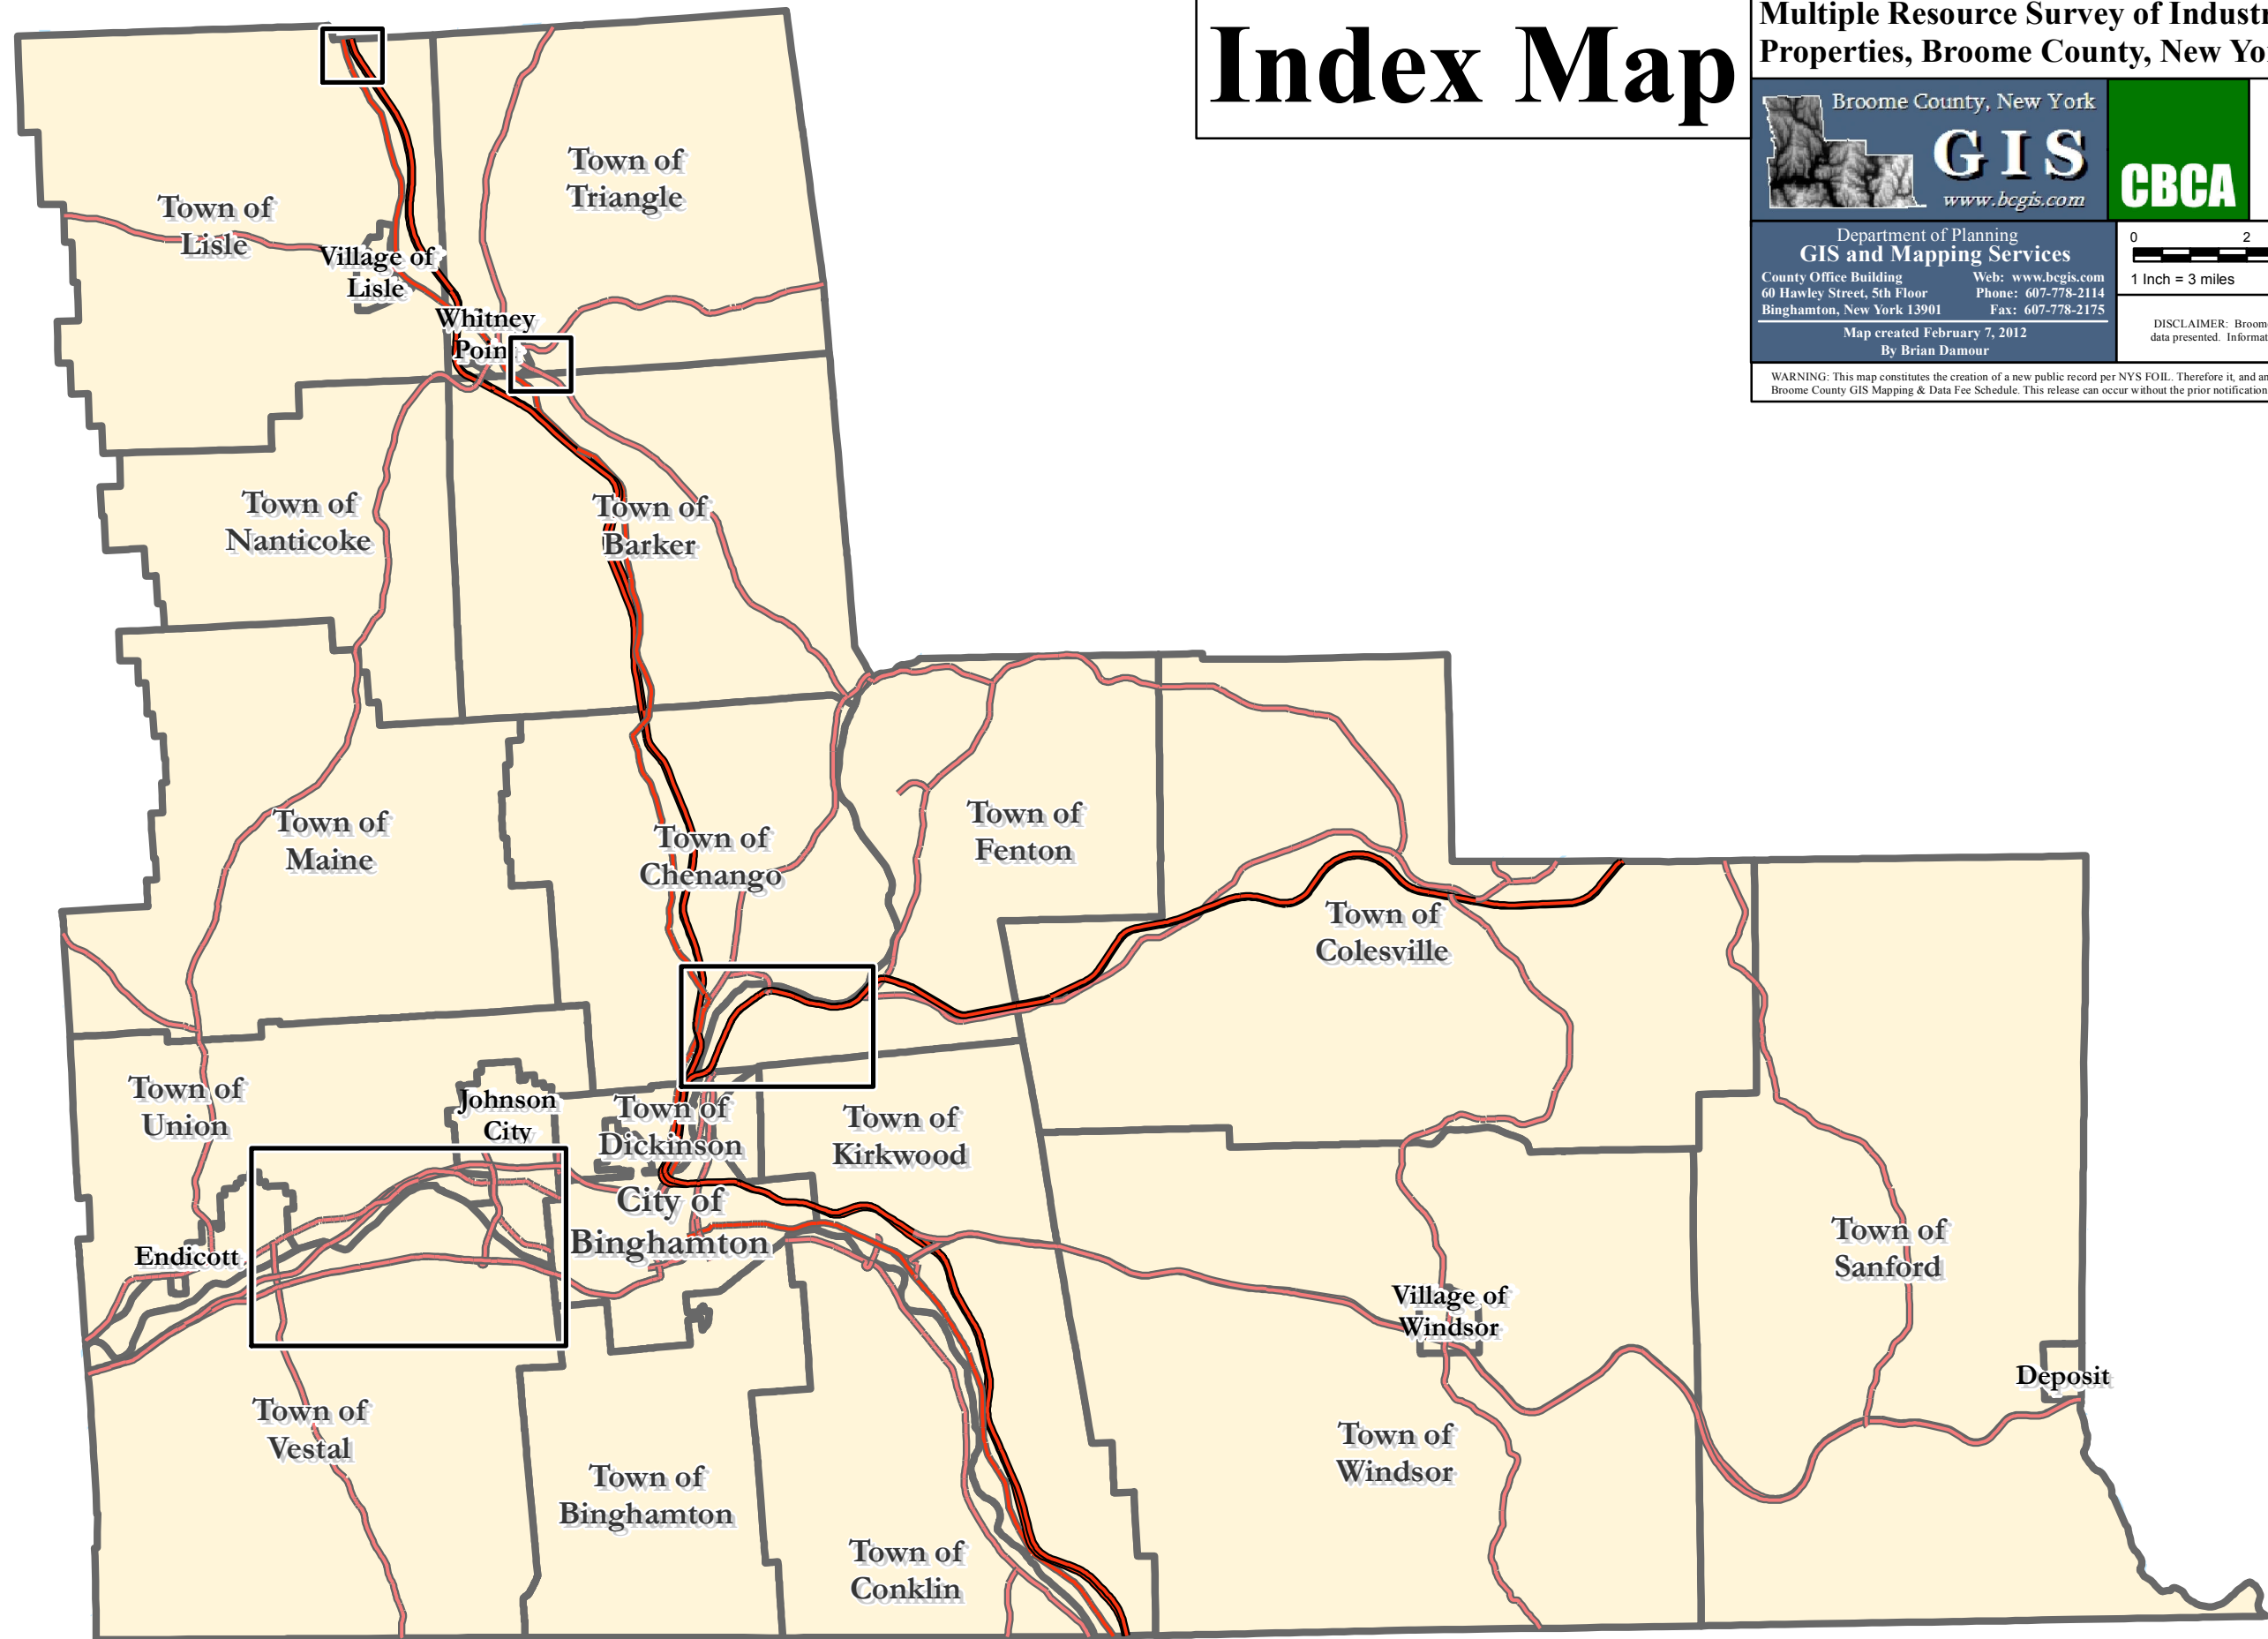 Index Map
Multiple Resource Survey of Industr
Properties, Broome County, New Yo
Broome County, New York
GIS
www.bcgis.com
CBCA
Department of Planning
GIS and Mapping Services
County Office Building
Web: www.bcgis.com
60 Hawley Street, 5th Floor
Phone: 607-778-2114
Binghamton, New York 13901
Fax: 607-778-2175
Map created February 7, 2012
By Brian Damour
0 2
1 Inch = 3 miles
DISCLAIMER: Broom
data presented. Informat
WARNING: This map constitutes the creation of a new public record per NYS FOIL. Therefore it, and an
Broome County GIS Mapping & Data Fee Schedule. This release can occur without the prior notification
Town of
Triangle
Town of
Lisle
Village of
Lisle
Whitney
Point
Town of
Nanticoke
Town of
Barker
Town of
Maine
Town of
Chenango
Town of
Fenton
Town of
Colesville
Town of
Union
Johnson
City
Town of
Dickinson
Town of
Kirkwood
City of
Binghamton
Endicott
Town of
Sanford
Village of
Windsor
Deposit
Town of
Vestal
Town of
Windsor
Town of
Binghamton
Town of
Conklin